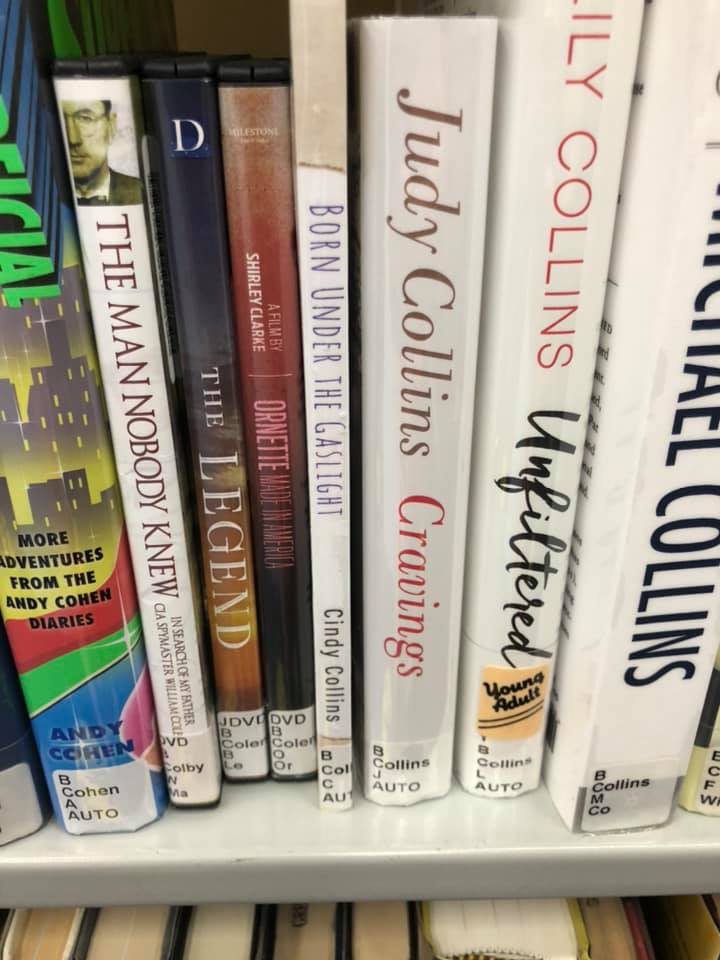 MORE
ADVENTURES
FROM THE
ANDY COHEN
DIARIES
ANDY
COHEN
B
Cohen
A
AUTO
THE MAN NOBODY KNEW
IN SEARCH OF MY FATHER
CIA SPYMASTER WILLIAM COLBY
DVD
Colby
Ma
D
THE LEGEND
JDVD
B
Coler
Le
MILESTONE
A FILM BY
SHIRLEY CLARKE
ORNETTE MADE IN AMERICA
DVD
B
Coler
O
Or
BORN UNDER THE GASLIGHT
Cindy Collins
B
Col
C
AUT
Judy Collins Cravings
B
Collins
J
AUTO
LILY COLLINS
Unfiltered
Young
Adult
B
Collins
L
AUTO
MICHAEL COLLINS
B
Collins
M
Co